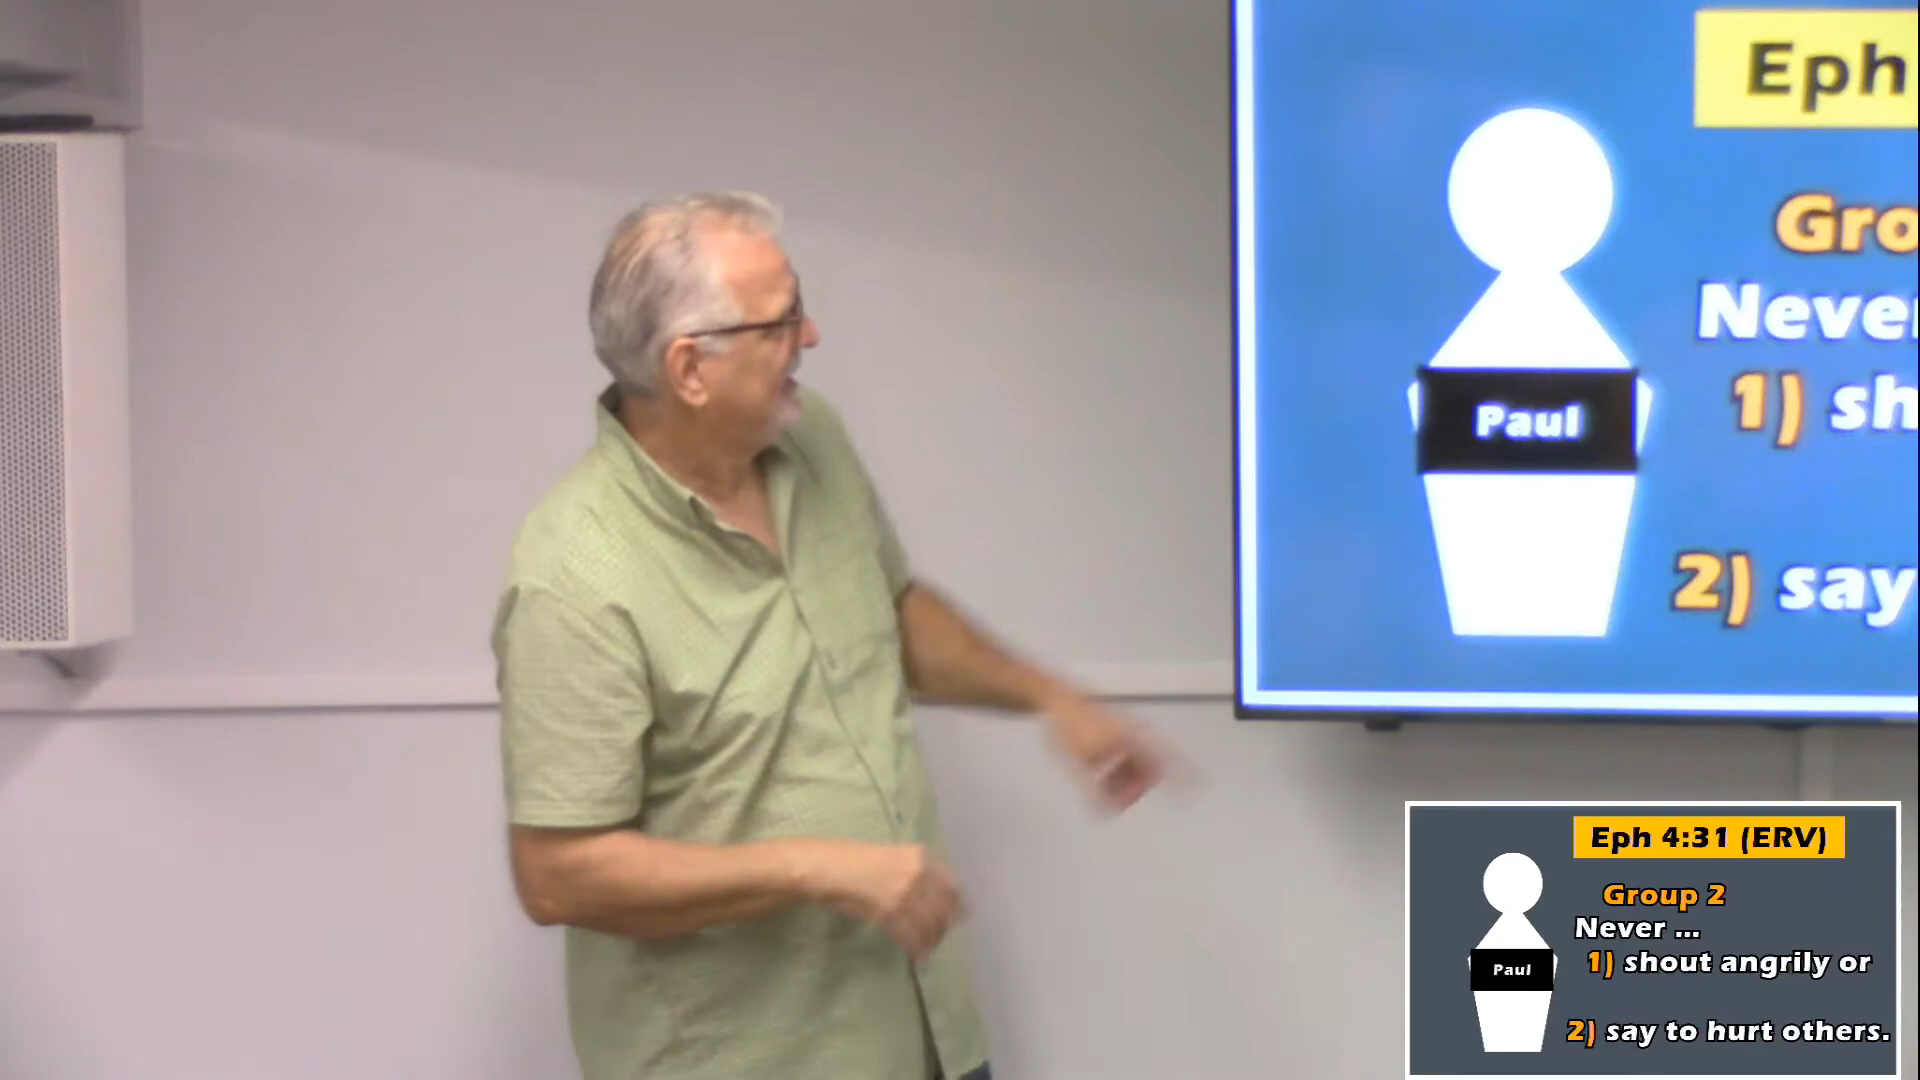 Eph
Gro
Never
1) sh
Paul
2) say
Eph 4:31 (ERV)
Group 2
Never ...
1) shout angrily or
Paul
2) say to hurt others.